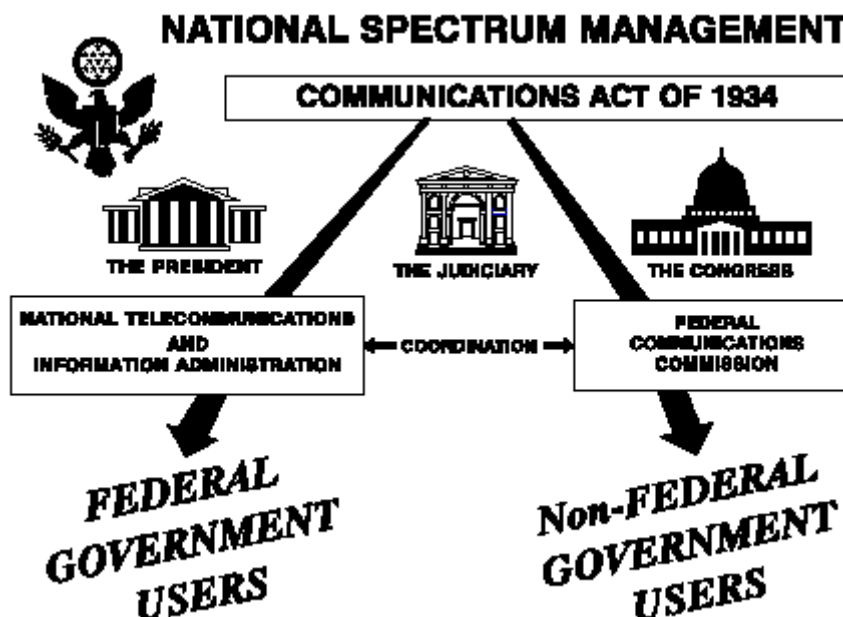 NATIONAL SPECTRUM MANAGEMENT
COMMUNICATIONS ACT OF 1934
THE PRESIDENT
THE JUDICIARY
THE CONGRESS
NATIONAL TELECOMMUNICATIONS
AND
INFORMATION ADMINISTRATION
COORDINATION
FEDERAL
COMMUNICATIONS
COMMISSION
FEDERAL
GOVERNMENT
USERS
Non-FEDERAL
GOVERNMENT
USERS